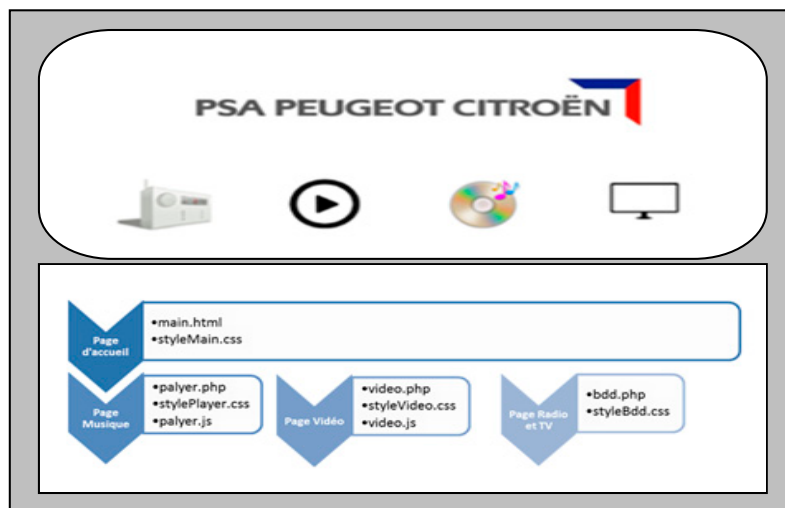 PSA PEUGEOT CITROËN
Page
d'accueil
•main.html
•styleMain.css
Page
Musique
•palyer.php
•stylePlayer.css
•palyer.js
Page Vidéo
•video.php
•styleVideo.css
•video.js
Page Radio
et TV
•bdd.php
•styleBdd.css